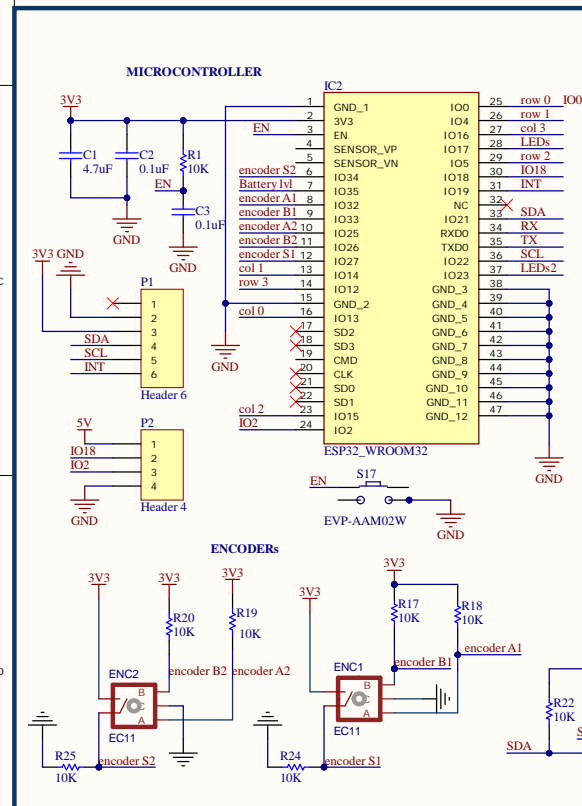 MICROCONTROLLER
IC2
3V3
1 GND_1 IO0 25 row 0 IO0
2 3V3 IO4 26 row 1
EN 3 EN IO16 27 col 3
4 SENSOR_VP IO17 28 LEDs
5 SENSOR_VN IO5 29 row 2
encoder S2 6 IO34 IO18 30 IO18
Battery lvl 7 IO35 IO19 31 INT
encoder A1 8 IO32 NC 32
encoder B1 9 IO33 IO21 33 SDA
encoder A2 10 IO25 RXD0 34 RX
encoder B2 11 IO26 TXD0 35 TX
encoder S1 12 IO27 IO22 36 SCL
col 1 13 IO14 IO23 37 LEDs2
row 3 14 IO12 GND_3 38
15 GND_2 GND_4 39
col 0 16 IO13 GND_5 40
17 SD2 GND_6 41
18 SD3 GND_7 42
19 CMD GND_8 43
20 CLK GND_9 44
21 SD0 GND_10 45
22 SD1 GND_11 46
col 2 23 IO15 GND_12 47
IO2 24 IO2
ESP32_WROOM32
GND
GND
C1
4.7uF
C2
0.1uF
R1
10K
EN
C3
0.1uF
GND
GND
3V3 GND
P1
1
2
3
SDA 4
SCL 5
INT 6
Header 6
5V
P2
1
IO18 2
IO2 3
4
Header 4
GND
EN
S17
EVP-AAM02W
GND
ENCODERs
3V3
3V3
3V3
R20
10K
R19
10K
encoder B2
encoder A2
ENC2
B
C
A
EC11
R25
10K
encoder S2
3V3
3V3
R17
10K
R18
10K
encoder A1
encoder B1
ENC1
B
C
A
EC11
R24
10K
encoder S1
R22
10K
SDA
S
C